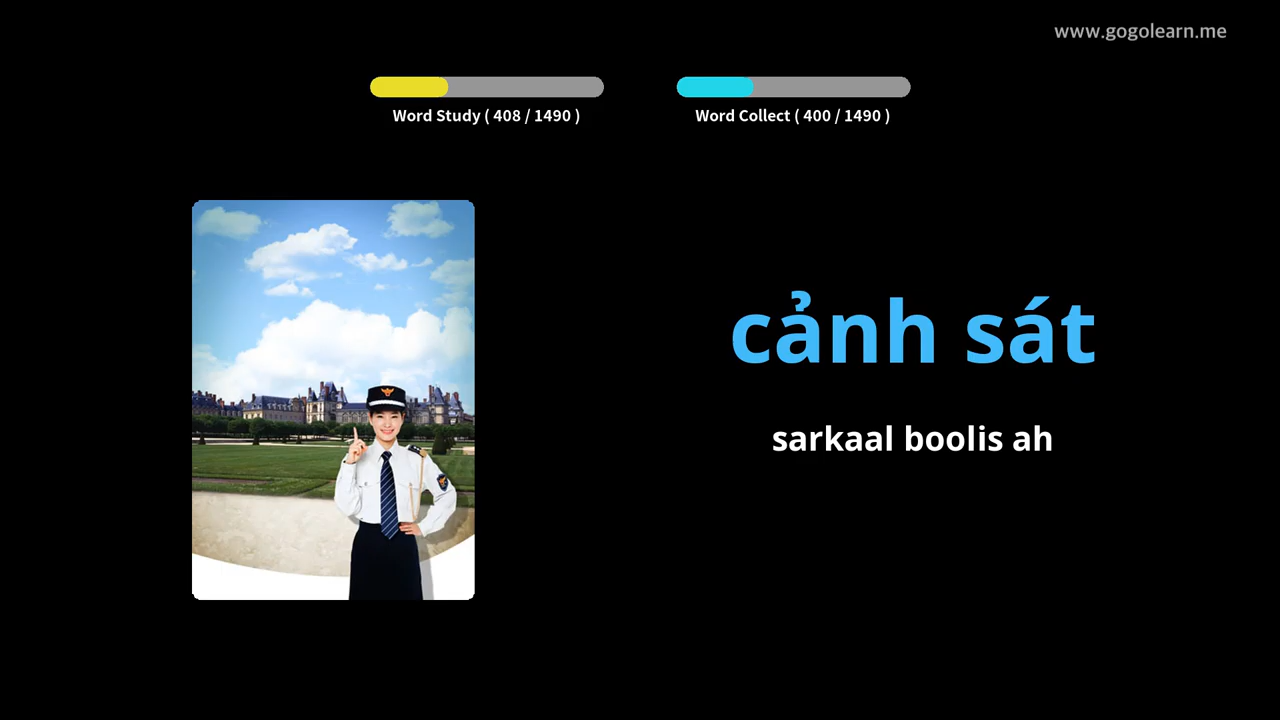 www.gogolearn.me
Word Study ( 408 / 1490 )
Word Collect ( 400 / 1490 )
cảnh sát
sarkaal boolis ah